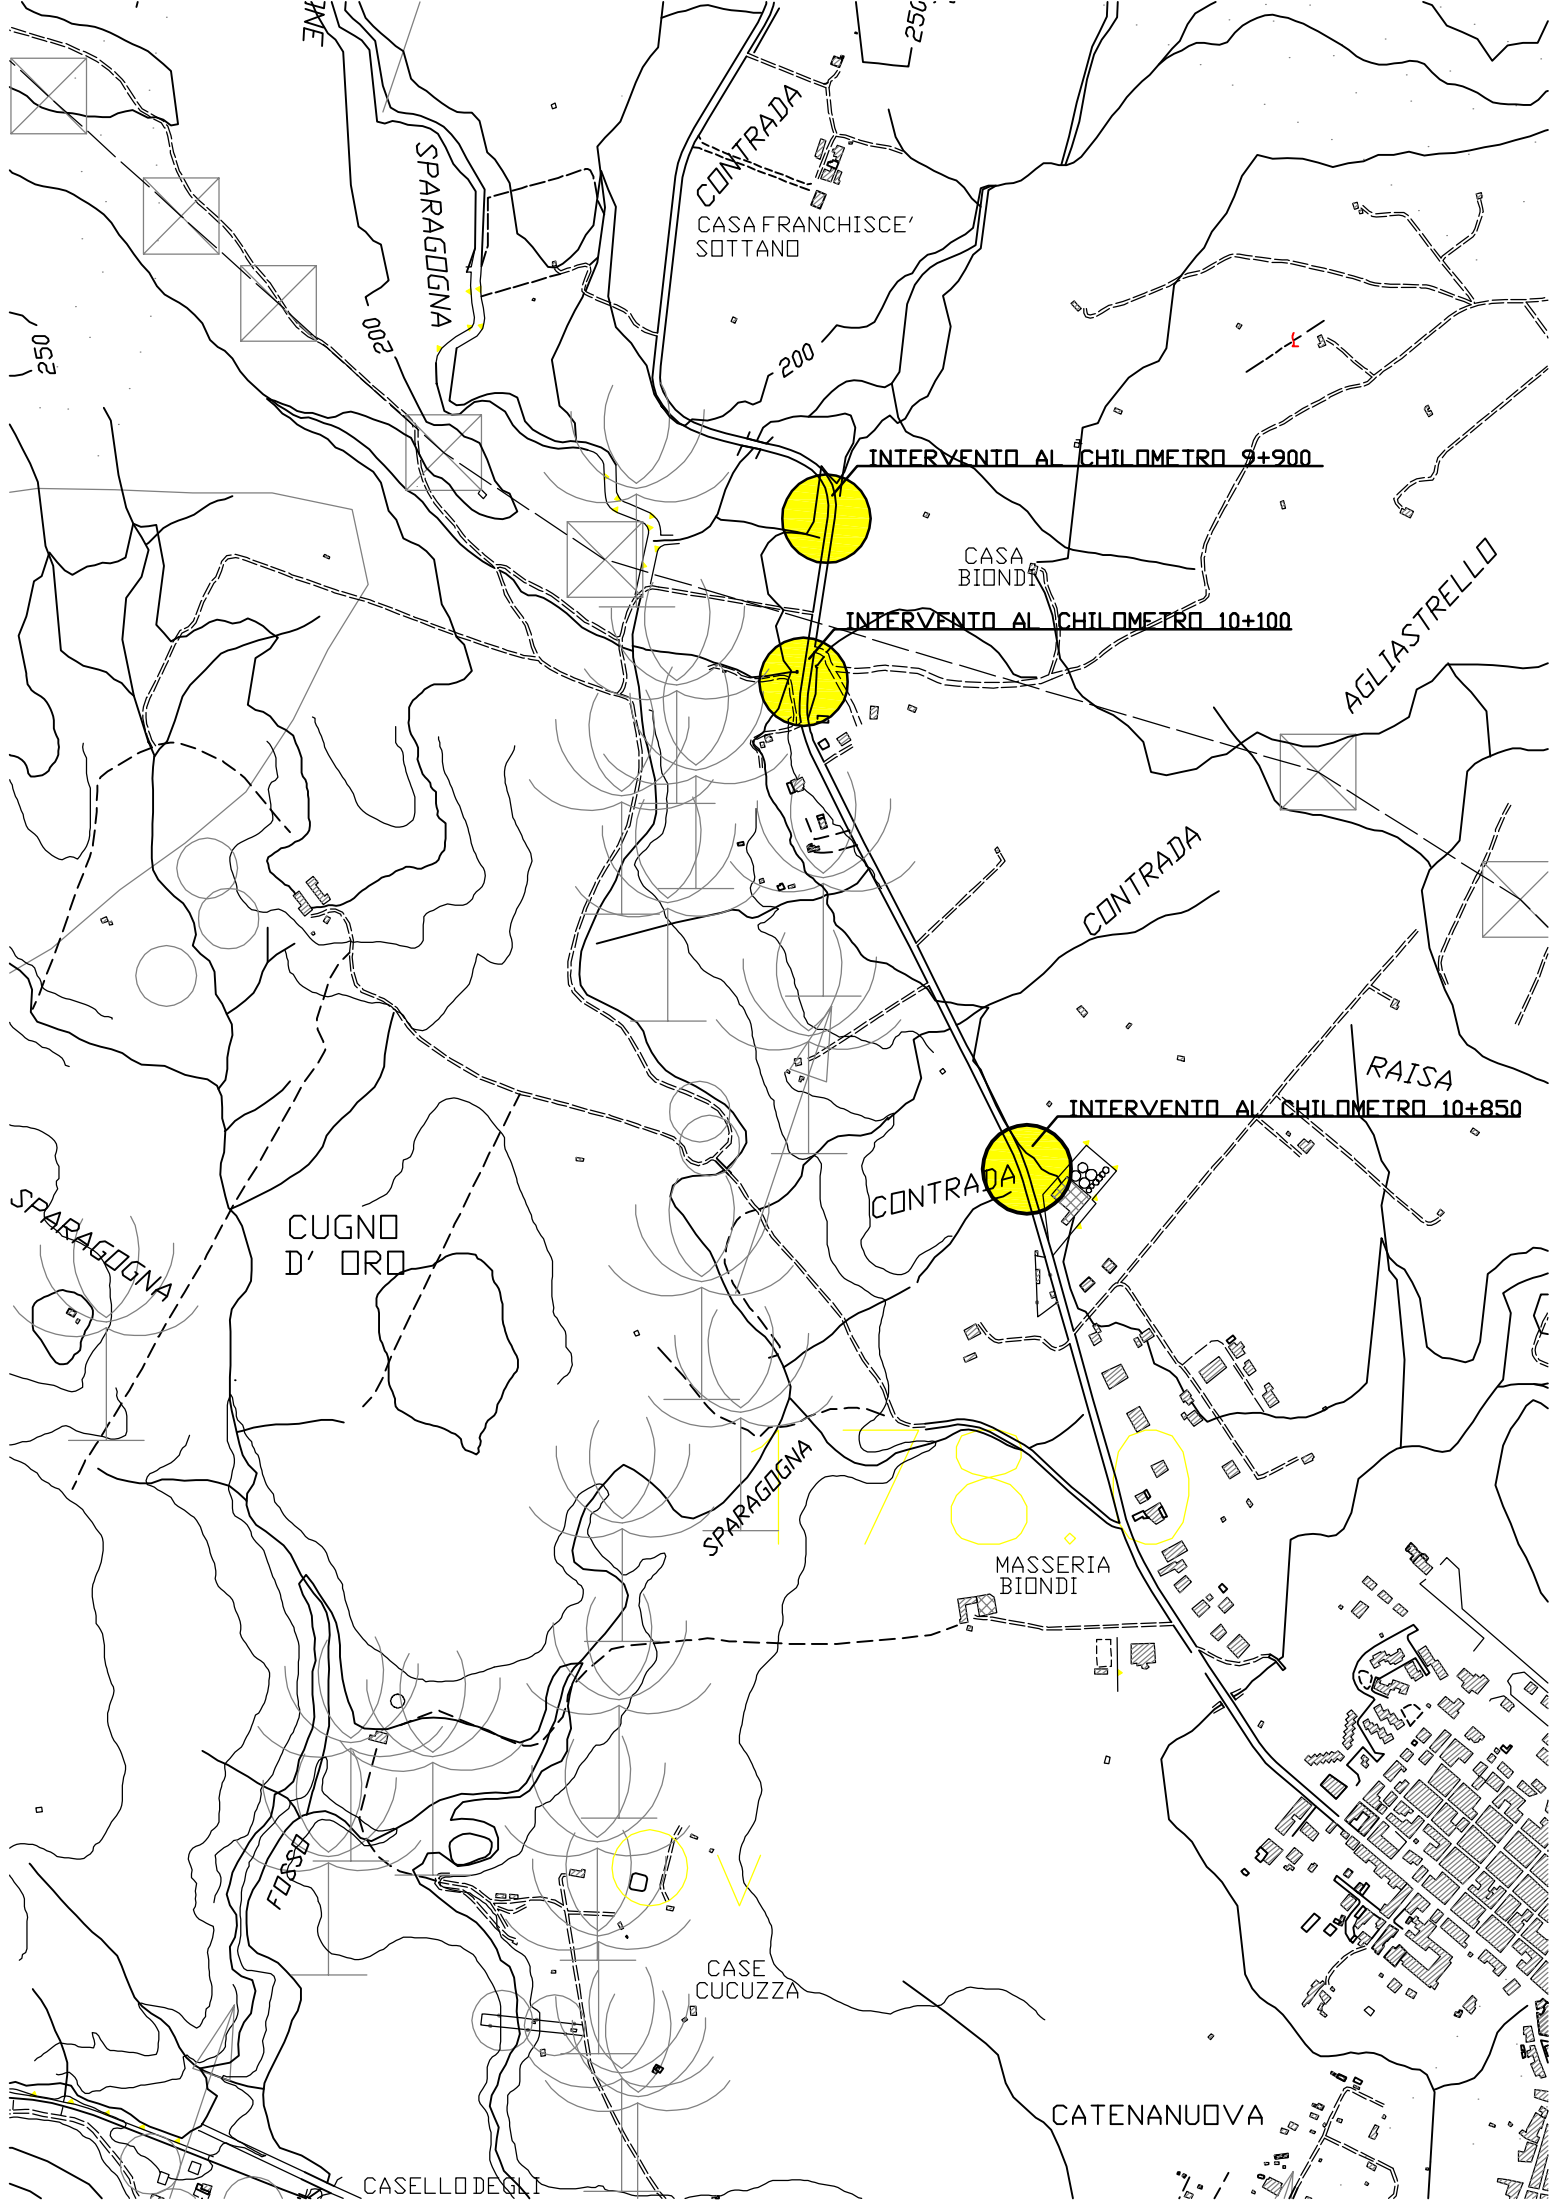 250
CONTRADA
SPARAGOGNA
CASA FRANCHISCE'
SOTTANO
250
200
200
INTERVENTO AL CHILOMETRO 9+900
CASA
BIONDI
INTERVENTO AL CHILOMETRO 10+100
AGLIASTRELLO
CONTRADA
RAISA
INTERVENTO AL CHILOMETRO 10+850
CONTRADA
SPARAGOGNA
CUGNO
D' ORO
1780
SPARAGOGNA
MASSERIA
BIONDI
FOSSO
V
CASE
CUCUZZA
CATENANUOVA
CASELLO DEGLI